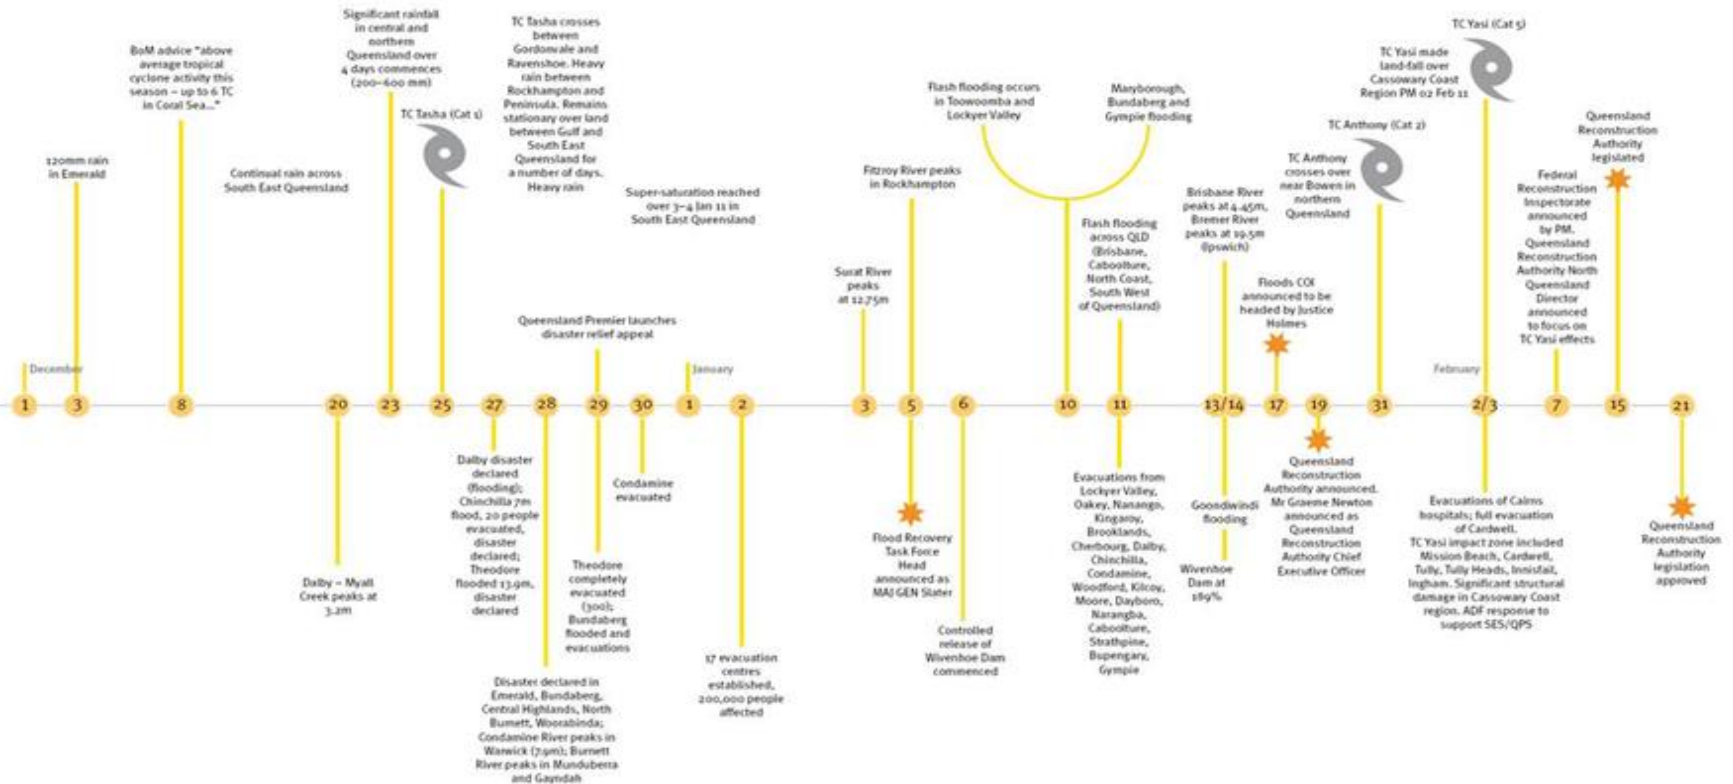 BoM advice "above
average tropical
cyclone activity this
season – up to 6 TC
in Coral Sea..."
Significant rainfall
in central and
northern
Queensland over
4 days commences
(200–600 mm)
TC Tasha crosses
between
Gordonvale and
Ravenshoe. Heavy
rain between
Rockhampton and
Peninsula. Remains
stationary over land
between Gulf and
South East
Queensland for
a number of days.
Heavy rain
TC Tasha (Cat 1)
120mm rain
in Emerald
Continual rain across
South East Queensland
Super-saturation reached
over 3–4 Jan 11 in
South East Queensland
Queensland Premier launches
disaster relief appeal
Surat River
peaks
at 12.75m
Fitzroy River peaks
in Rockhampton
Flash flooding occurs
in Toowoomba and
Lockyer Valley
Maryborough,
Bundaberg and
Gympie flooding
Flash flooding
across QLD
(Brisbane,
Caboolture,
North Coast,
South West
of Queensland)
Brisbane River
peaks at 4.45m,
Bremer River
peaks at 19.5m
(Ipswich)
Floods COI
announced to be
headed by Justice
Holmes
TC Anthony (Cat 2)
TC Anthony
crosses over
near Bowen in
northern
Queensland
TC Yasi (Cat 5)
TC Yasi made
land-fall over
Cassowary Coast
Region PM 02 Feb 11
Federal
Reconstruction
Inspectorate
announced
by PM.
Queensland
Reconstruction
Authority North
Queensland
Director
announced
to focus on
TC Yasi effects
Queensland
Reconstruction
Authority
legislated
December
January
February
1 3 8 20 23 25 27 28 29 30 1 2 3 5 6 10 11 13/14 17 19 31 2/3 7 15 21
Dalby – Myall
Creek peaks at
3.2m
Dalby disaster
declared
(flooding);
Chinchilla 7m
flood, 20 people
evacuated,
disaster
declared;
Theodore
flooded 13.9m,
disaster
declared
Disaster declared in
Emerald, Bundaberg,
Central Highlands, North
Burnett, Woorabinda;
Condamine River peaks in
Warwick (7.9m); Burnett
River peaks in Munduberra
and Gayndah
Theodore
completely
evacuated
(300);
Bundaberg
flooded and
evacuations
Condamine
evacuated
17 evacuation
centres
established,
200,000 people
affected
Flood Recovery
Task Force
Head
announced as
MAJ GEN Slater
Controlled
release of
Wivenhoe Dam
commenced
Evacuations from
Lockyer Valley,
Oakey, Nanango,
Kingaroy,
Brooklands,
Cherbourg, Dalby,
Chinchilla,
Condamine,
Woodford, Kilcoy,
Moore, Dayboro,
Narangba,
Caboolture,
Strathpine,
Bupengary,
Gympie
Goondiwindi
flooding
Wivenhoe
Dam at
189%
Queensland
Reconstruction
Authority announced.
Mr Graeme Newton
announced as
Queensland
Reconstruction
Authority Chief
Executive Officer
Evacuations of Cairns
hospitals; full evacuation
of Cardwell.
TC Yasi impact zone included
Mission Beach, Cardwell,
Tully, Tully Heads, Innisfail,
Ingham. Significant structural
damage in Cassowary Coast
region. ADF response to
support SES/QPS
Queensland
Reconstruction
Authority
legislation
approved